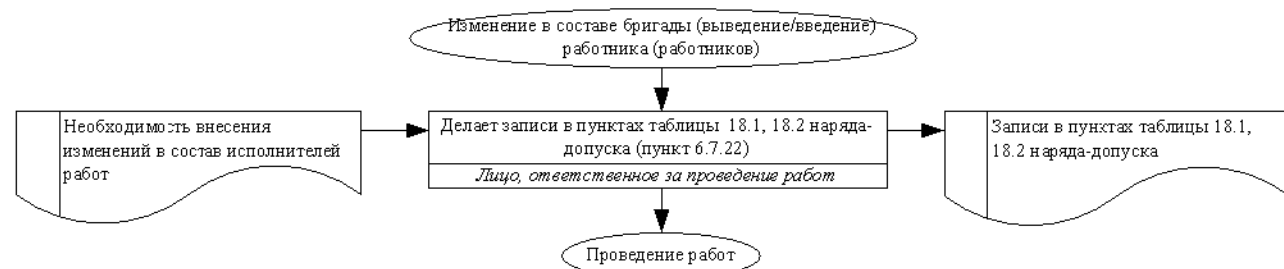 Изменение в составе бригады (выведение/введение)
работника (работников)
Необходимость внесения
изменений в состав исполнителей
работ
Делает записи в пунктах таблицы 18.1, 18.2 наряда-
допуска (пункт 6.7.22)
Лицо, ответственное за проведение работ
Записи в пунктах таблицы 18.1,
18.2 наряда-допуска
Проведение работ